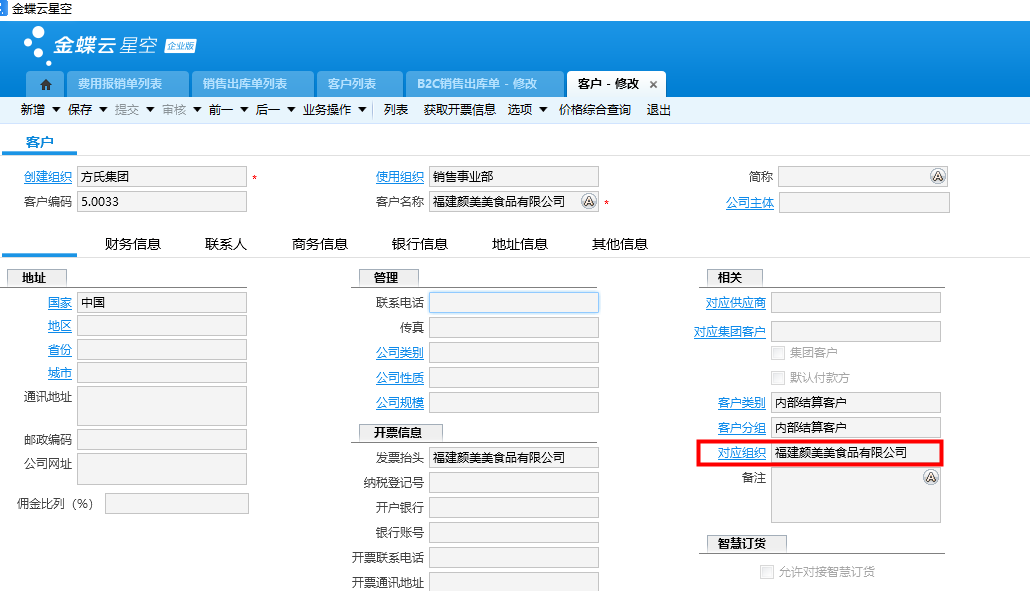 金蝶云星空
金蝶云 星空 企业版
费用报销单列表 销售出库单列表 客户列表 B2C销售出库单 - 修改 客户 - 修改 ×
新增 保存 提交 审核 前一 后一 业务操作 列表 获取开票信息 选项 价格综合查询 退出
客户
创建组织 方氏集团 * 使用组织 销售事业部 简称 A
客户编码 5.0033 客户名称 福建颜美美食品有限公司 A * 公司主体
财务信息 联系人 商务信息 银行信息 地址信息 其他信息
地址 管理 相关
国家 中国 联系电话 对应供应商
地区 传真 对应集团客户
省份 公司类别 集团客户
城市 公司性质 默认付款方
通讯地址 公司规模 客户类别 内部结算客户
邮政编码 开票信息 客户分组 内部结算客户
公司网址 发票抬头 福建颜美美食品有限公司 对应组织 福建颜美美食品有限公司
佣金比列（%） 纳税登记号 备注 A
开户银行
银行账号 智慧订货
开票联系电话 允许对接智慧订货
开票通讯地址